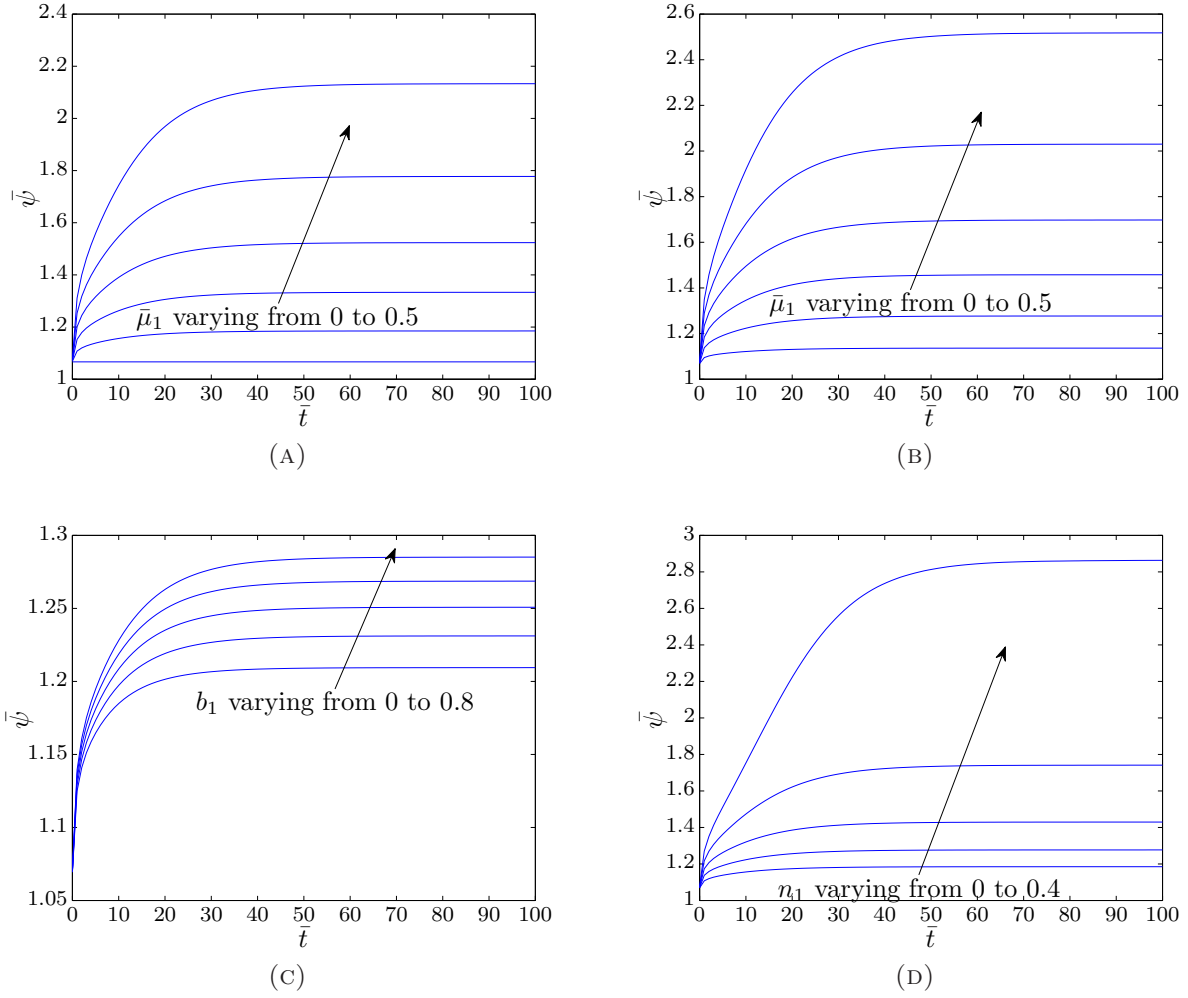 2.4
2.2
2
1.8
1.6
1.4
1.2
1
ψ̄
μ̄₁ varying from 0 to 0.5
0 10 20 30 40 50 60 70 80 90 100
t̄
(A)
2.6
2.4
2.2
2
1.8
1.6
1.4
1.2
1
ψ̄
μ̄₁ varying from 0 to 0.5
0 10 20 30 40 50 60 70 80 90 100
t̄
(B)
1.3
1.25
1.2
1.15
1.1
1.05
ψ̄
b₁ varying from 0 to 0.8
0 10 20 30 40 50 60 70 80 90 100
t̄
(C)
3
2.8
2.6
2.4
2.2
2
1.8
1.6
1.4
1.2
1
ψ̄
n₁ varying from 0 to 0.4
0 10 20 30 40 50 60 70 80 90 100
t̄
(D)